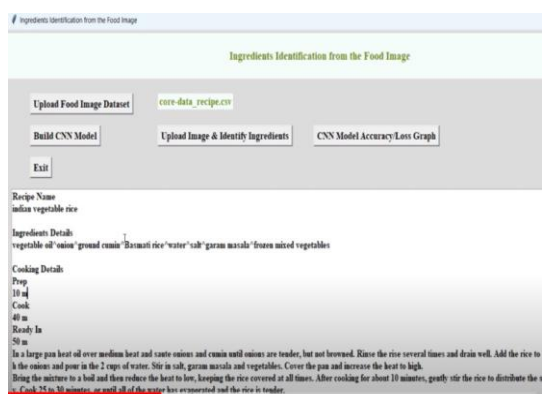 Ingredients Identification from the Food Image
Ingredients Identification from the Food Image
Upload Food Image Dataset
core-data_recipe.csv
Build CNN Model
Upload Image & Identify Ingredients
CNN Model Accuracy/Loss Graph
Exit
Recipe Name
indian vegetable rice
Ingredients Details
vegetable oil^onion^ground cumin^Basmati rice^water^salt^garam masala^frozen mixed vegetables
Cooking Details
Prep
10 m
Cook
40 m
Ready In
50 m
In a large pan heat oil over medium heat and saute onions and cumin until onions are tender, but not browned. Rinse the rise several times and drain well. Add the rice to
h the onions and pour in the 2 cups of water. Stir in salt, garam masala and vegetables. Cover the pan and increase the heat to high.
Bring the mixture to a boil and then reduce the heat to low, keeping the rice covered at all times. After cooking for about 10 minutes, gently stir the rice to distribute the s
. Cook 25 to 30 minutes, or until all of the water has evaporated and the rice is tender.